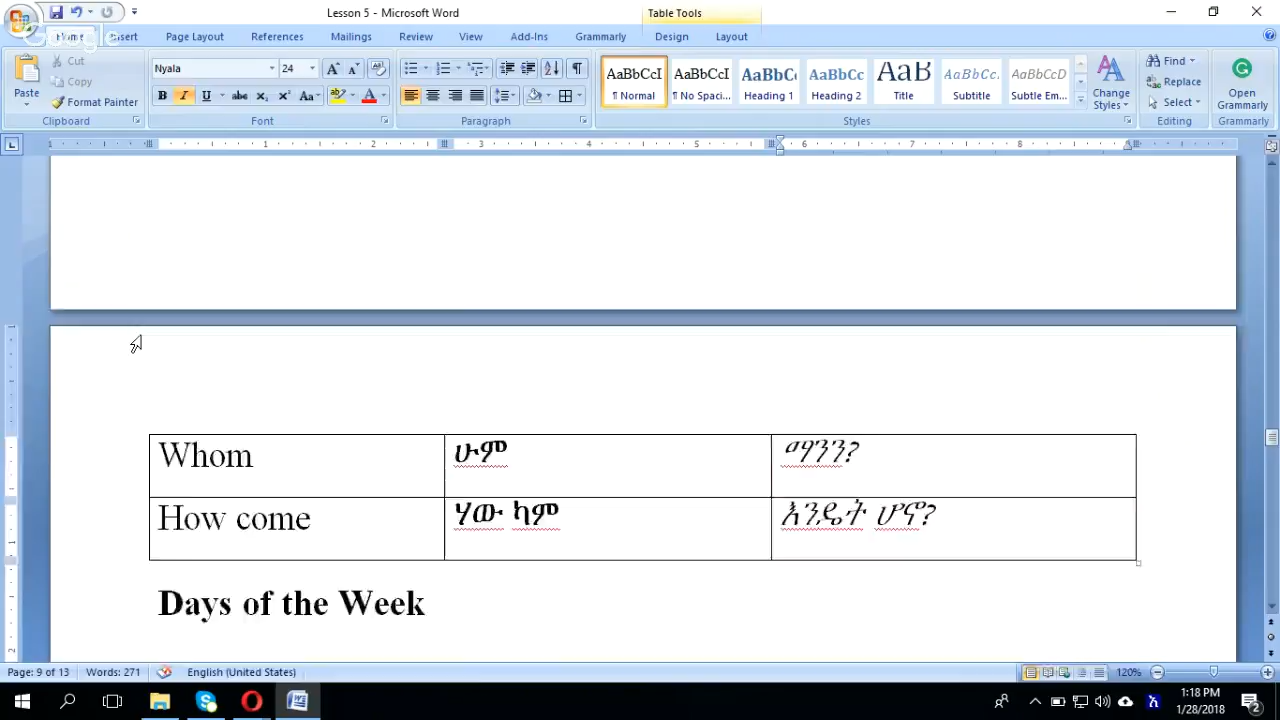 Lesson 5 - Microsoft Word
Table Tools
Home Insert Page Layout References Mailings Review View Add-Ins Grammarly Design Layout
Paste
Cut
Copy
Format Painter
Clipboard
Nyala 24
Font
Paragraph
AaBbCcI AaBbCcI AaBbCc AaBbCc AaB AaBbCc. AaBbCcD
¶ Normal ¶ No Spaci... Heading 1 Heading 2 Title Subtitle Subtle Em...
Change Styles
Styles
Find
Replace
Select
Editing
Open Grammarly
Grammarly
Whom ሁም ማንን?
How come ሃው ካም እንዴት ሆኖ?
Days of the Week
Page: 9 of 13 Words: 271 English (United States) 120%
1:18 PM
1/28/2018